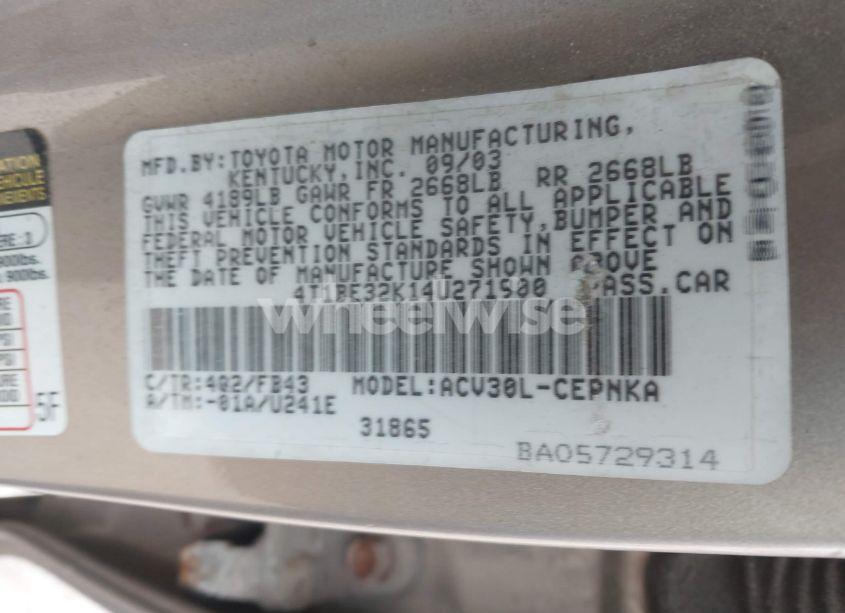 MFD.BY:TOYOTA MOTOR MANUFACTURING,
KENTUCKY,INC. 09/03
GVWR 4189LB GAWR FR 2668LB RR 2668LB
THIS VEHICLE CONFORMS TO ALL APPLICABLE
FEDERAL MOTOR VEHICLE SAFETY,BUMPER AND
THEFT PREVENTION STANDARDS IN EFFECT ON
THE DATE OF MANUFACTURE SHOWN ABOVE
4T1BE32K14U271900 PASS.CAR
wheelwise
C/TR:4Q2/FB43 MODEL:ACV30L-CEPNKA
A/TM:-01A/U241E
31865
BA05729314
5F